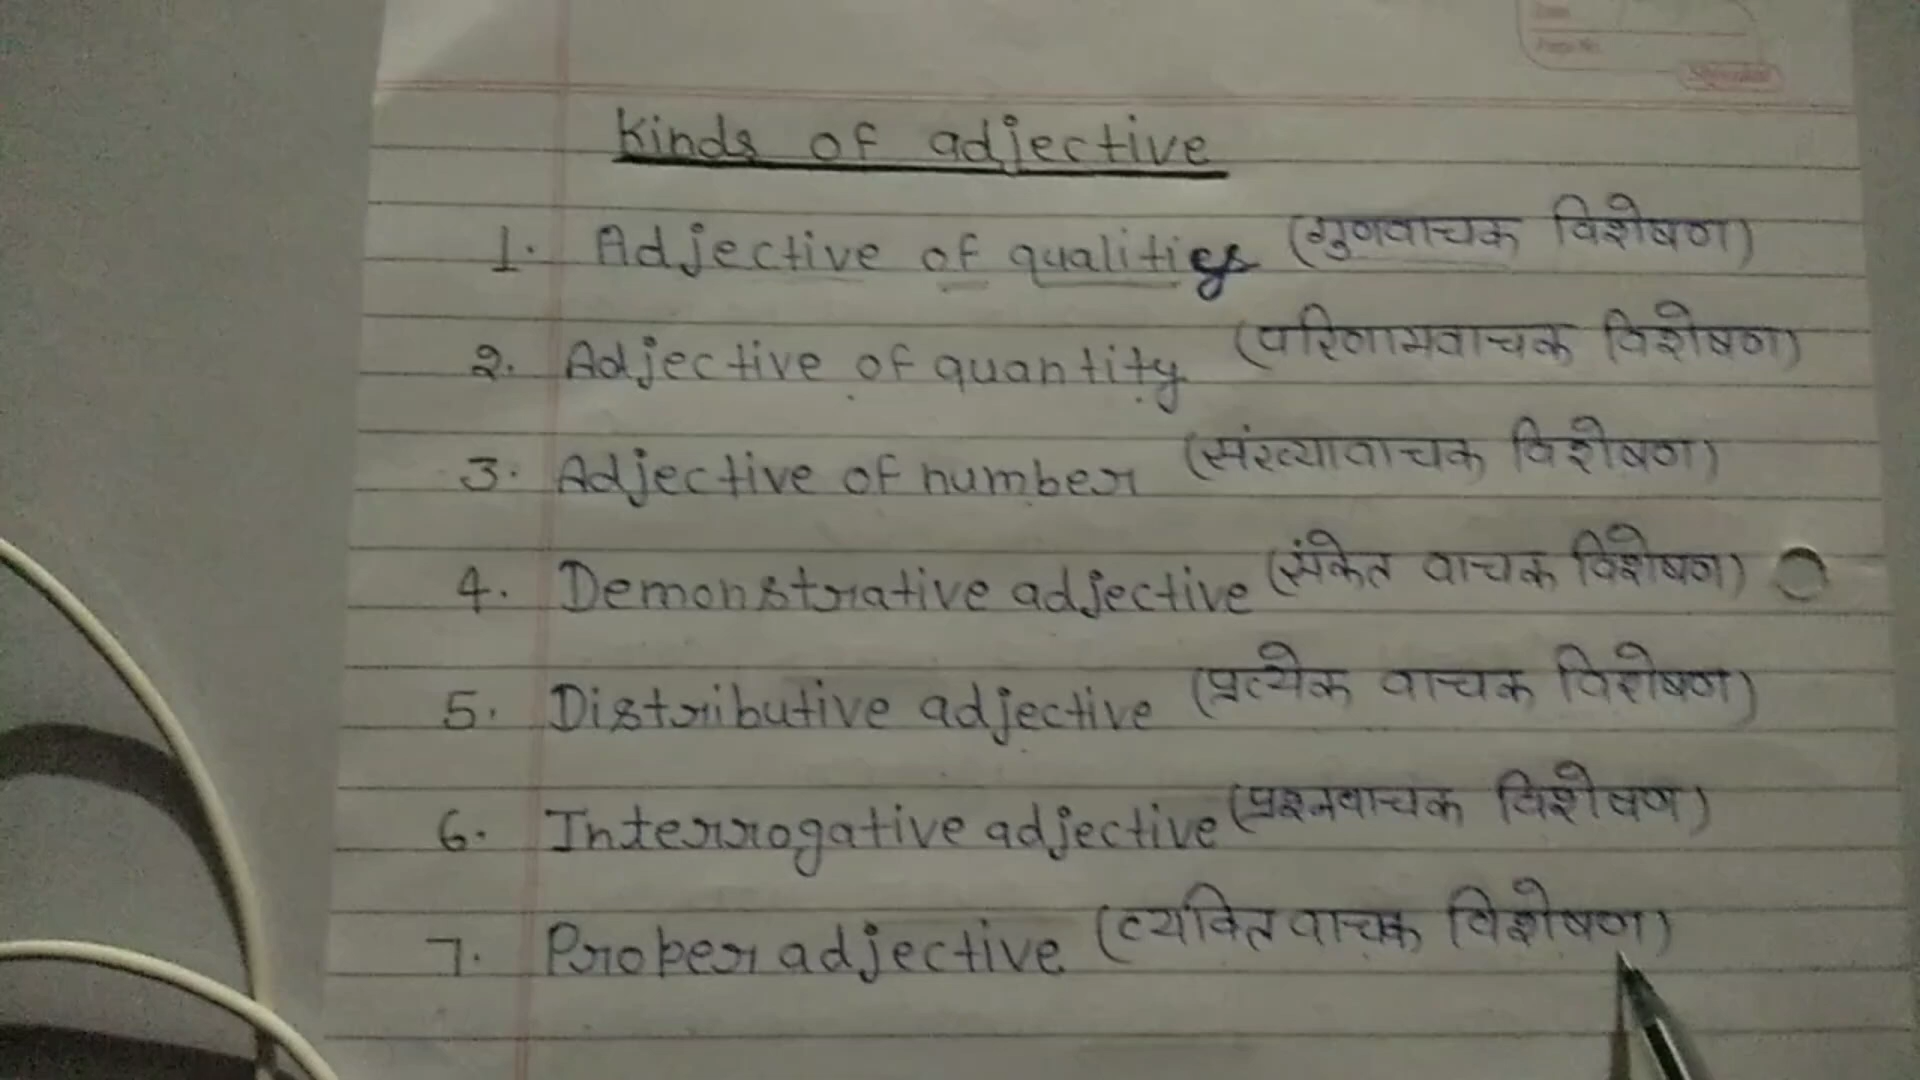 Kinds of adjective
1. Adjective of qualities (गुणवाचक विशेषण)
2. Adjective of quantity (परिणामवाचक विशेषण)
3. Adjective of number (संख्यावाचक विशेषण)
4. Demonstrative adjective (संकेत वाचक विशेषण)
5. Distributive adjective (प्रत्येक वाचक विशेषण)
6. Interrogative adjective (प्रश्नवाचक विशेषण)
7. Proper adjective (व्यक्ति वाचक विशेषण)